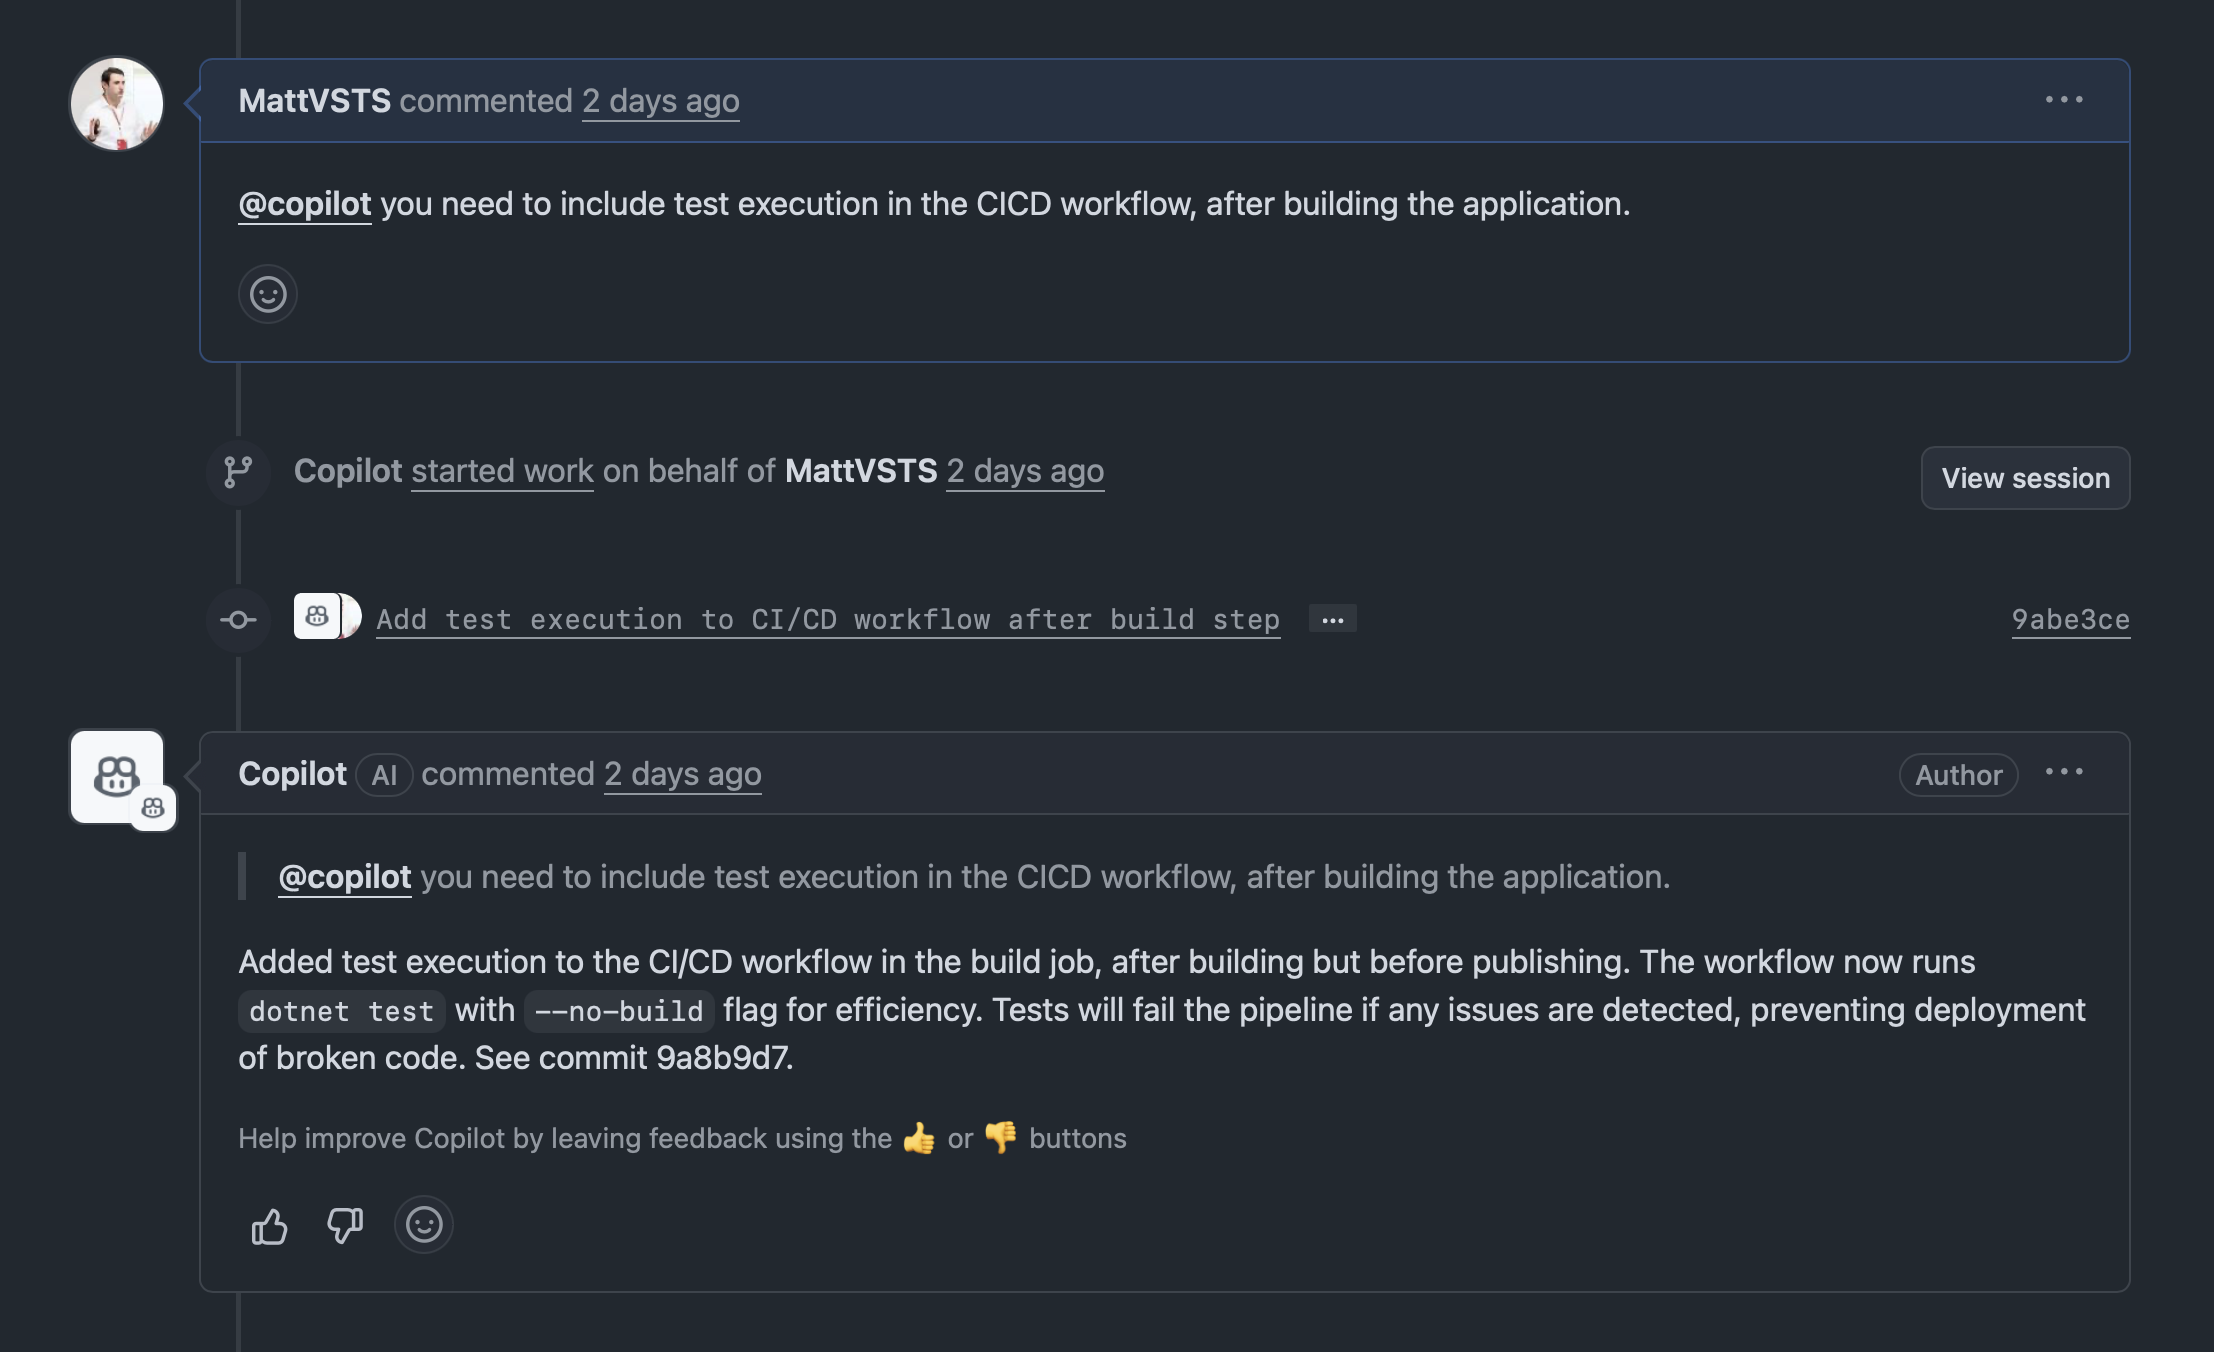 MattVSTS commented 2 days ago
@copilot you need to include test execution in the CICD workflow, after building the application.
Copilot started work on behalf of MattVSTS 2 days ago
View session
Add test execution to CI/CD workflow after build step
9abe3ce
Copilot AI commented 2 days ago
Author
@copilot you need to include test execution in the CICD workflow, after building the application.
Added test execution to the CI/CD workflow in the build job, after building but before publishing. The workflow now runs
dotnet test with --no-build flag for efficiency. Tests will fail the pipeline if any issues are detected, preventing deployment
of broken code. See commit 9a8b9d7.
Help improve Copilot by leaving feedback using the 👍 or 👎 buttons